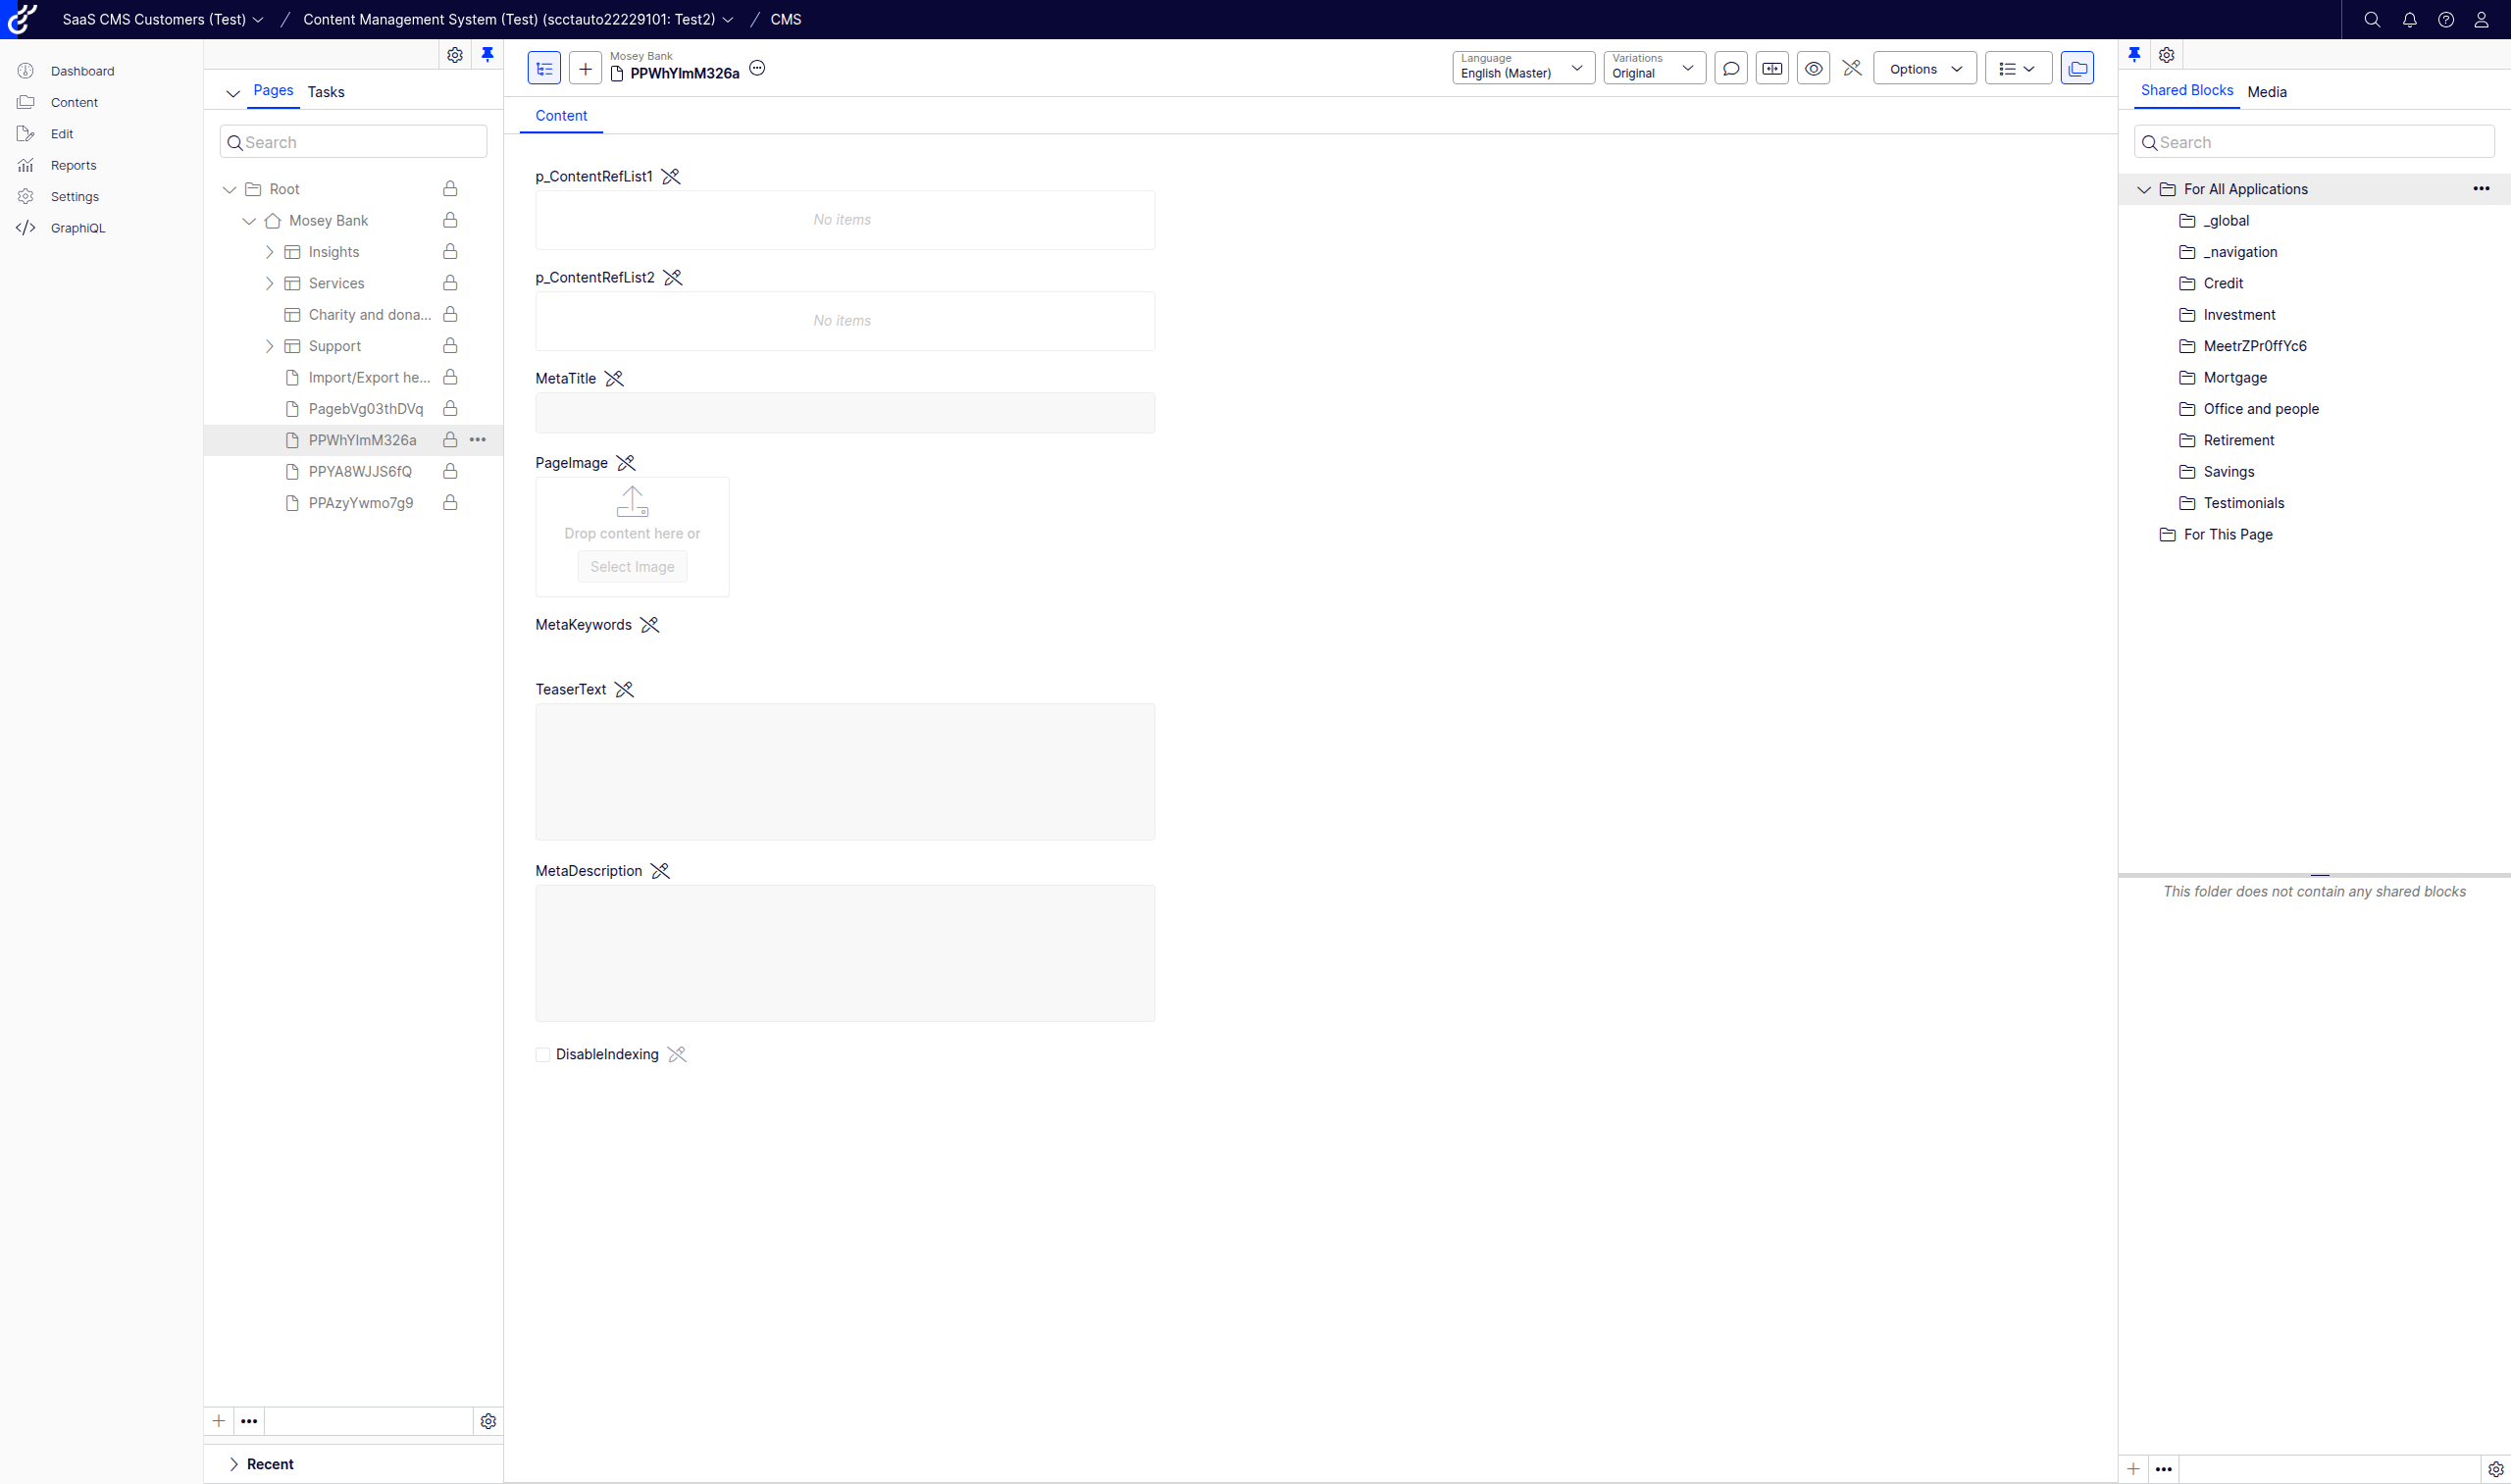 SaaS CMS Customers (Test) / Content Management System (Test) (scctauto22229101: Test2) / CMS
Dashboard
Content
Edit
Reports
Settings
GraphiQL
Pages Tasks
Search
Root
Mosey Bank
Insights
Services
Charity and dona...
Support
Import/Export he...
PagebVg03thDVq
PPWhYlmM326a
PPYA8WJJS6fQ
PPAzyYwmo7g9
Recent
Mosey Bank
PPWhYlmM326a
Language
English (Master)
Variations
Original
Options
Content
p_ContentRefList1
No items
p_ContentRefList2
No items
MetaTitle
PageImage
Drop content here or
Select Image
MetaKeywords
TeaserText
MetaDescription
DisableIndexing
Shared Blocks Media
Search
For All Applications
_global
_navigation
Credit
Investment
MeetrZPr0ffYc6
Mortgage
Office and people
Retirement
Savings
Testimonials
For This Page
This folder does not contain any shared blocks